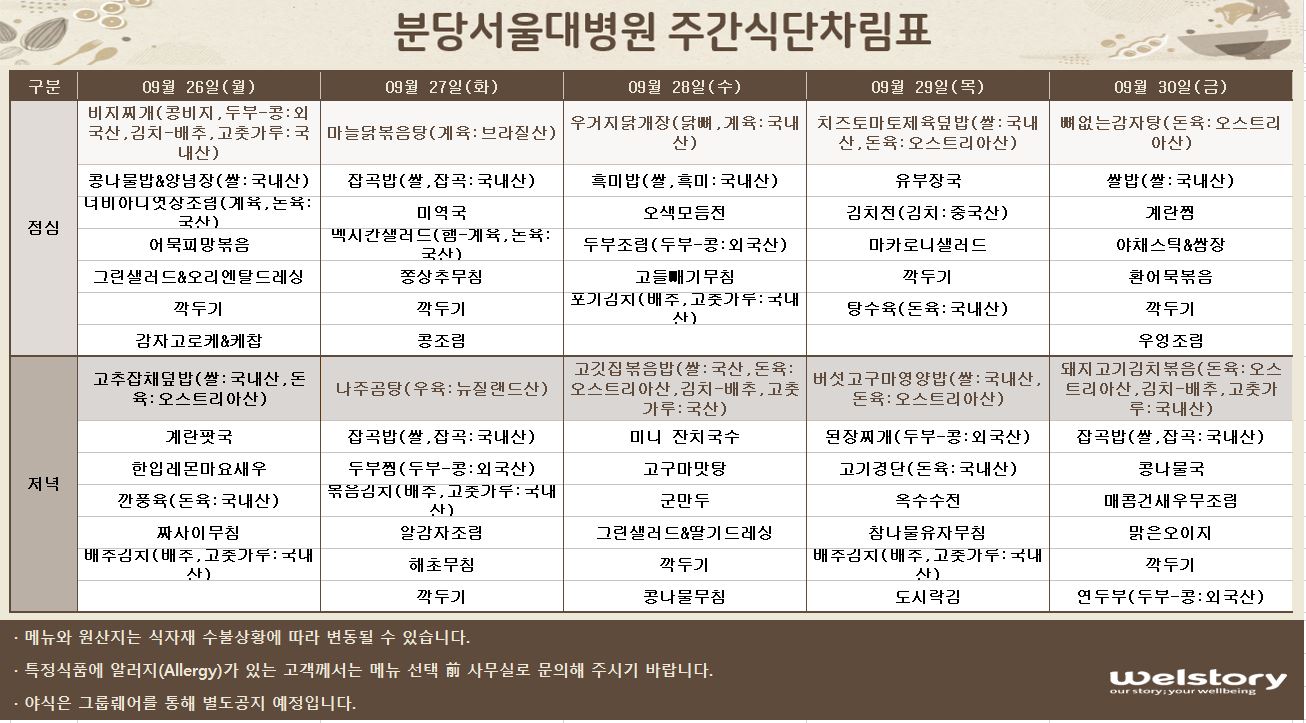 분당서울대병원 주간식단차림표
구분 09월 26일(월) 09월 27일(화) 09월 28일(수) 09월 29일(목) 09월 30일(금)
점심
비지찌개(콩비지,두부-콩:외
국산,김치-배추,고춧가루:국
내산)
마늘닭볶음탕(계육:브라질산)
우거지닭개장(닭뼈,계육:국내
산)
치즈토마토제육덮밥(쌀:국내
산,돈육:오스트리아산)
뼈없는감자탕(돈육:오스트리
아산)
콩나물밥&양념장(쌀:국내산) 잡곡밥(쌀,잡곡:국내산) 흑미밥(쌀,흑미:국내산) 유부장국 쌀밥(쌀:국내산)
너비아니엿장조림(계육,돈육:
국산)
미역국 오색모듬전 김치전(김치:중국산) 계란찜
어묵피망볶음
멕시칸샐러드(햄-계육,돈육:
국산)
두부조림(두부-콩:외국산) 마카로니샐러드 야채스틱&쌈장
그린샐러드&오리엔탈드레싱 쫑상추무침 고들빼기무침 깍두기 환어묵볶음
깍두기 깍두기
포기김치(배추,고춧가루:국내
산)
탕수육(돈육:국내산) 깍두기
감자고로케&케찹 콩조림 우엉조림
저녁
고추잡채덮밥(쌀:국내산,돈
육:오스트리아산)
나주곰탕(우육:뉴질랜드산)
고깃집볶음밥(쌀:국산,돈육:
오스트리아산,김치-배추,고춧
가루:국산)
버섯고구마영양밥(쌀:국내산,
돈육:오스트리아산)
돼지고기김치볶음(돈육:오스
트리아산,김치-배추,고춧가
루:국내산)
계란팟국 잡곡밥(쌀,잡곡:국내산) 미니 잔치국수 된장찌개(두부-콩:외국산) 잡곡밥(쌀,잡곡:국내산)
한입레몬마요새우 두부찜(두부-콩:외국산) 고구마맛탕 고기경단(돈육:국내산) 콩나물국
깐풍육(돈육:국내산)
볶음김치(배추,고춧가루:국내
산)
군만두 옥수수전 매콤건새우무조림
짜사이무침 알감자조림 그린샐러드&딸기드레싱 참나물유자무침 맑은오이지
배추김치(배추,고춧가루:국내
산)
해초무침 깍두기
배추김치(배추,고춧가루:국내
산)
깍두기
깍두기 콩나물무침 도시락김 연두부(두부-콩:외국산)
· 메뉴와 원산지는 식자재 수불상황에 따라 변동될 수 있습니다.
· 특정식품에 알러지(Allergy)가 있는 고객께서는 메뉴 선택 前 사무실로 문의해 주시기 바랍니다.
· 야식은 그룹웨어를 통해 별도공지 예정입니다.
welstory
our story; your wellbeing